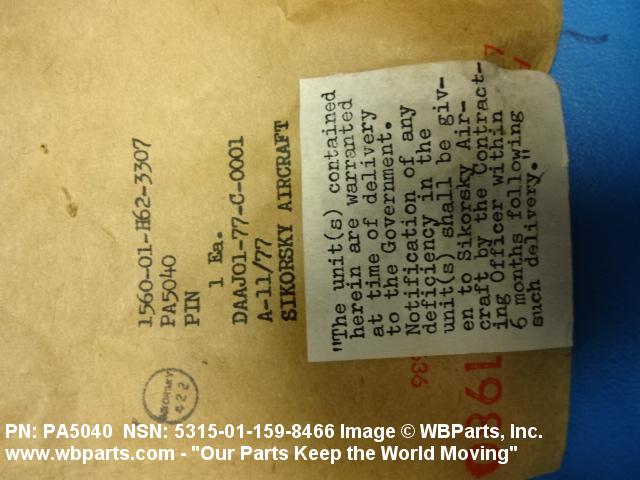 1560-01-H62-3307
PA5040
PIN
1 Ea.
DAAJ01-77-C-0001
A-11/77
SIKORSKY AIRCRAFT
"The unit(s) contained
herein are warranted
at time of delivery
to the Government.
Notification of any
deficiency in the
unit(s) shall be giv-
en to Sikorsky Air-
craft by the Contract-
ing Officer within
6 months following
such delivery."
SIKORSKY
#22
PN: PA5040 NSN: 5315-01-159-8466 Image © WBParts, Inc.
www.wbparts.com - "Our Parts Keep the World Moving"